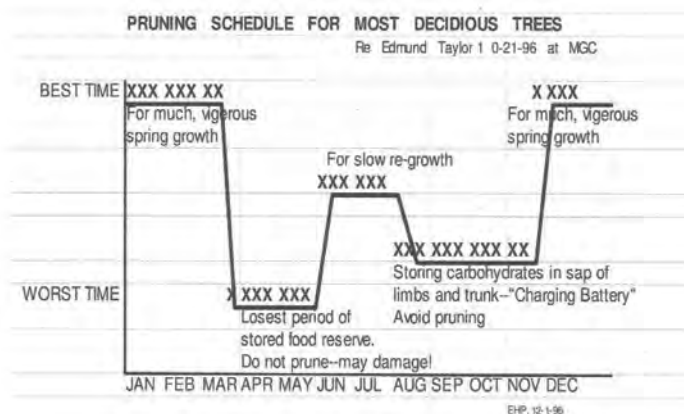 PRUNING SCHEDULE FOR MOST DECIDIOUS TREES
Re Edmund Taylor 1 0-21-96 at MGC
BEST TIME
XXX XXX XX
X XXX
For much, vigerous
spring growth
For much, vigerous
spring growth
For slow re-growth
XXX XXX
XXX XXX XXX XX
Storing carbohydrates in sap of
limbs and trunk--"Charging Battery"
Avoid pruning
WORST TIME
X XXX XXX
Losest period of
stored food reserve.
Do not prune--may damage!
JAN FEB MAR APR MAY JUN JUL AUG SEP OCT NOV DEC
EHP, 12-1-96